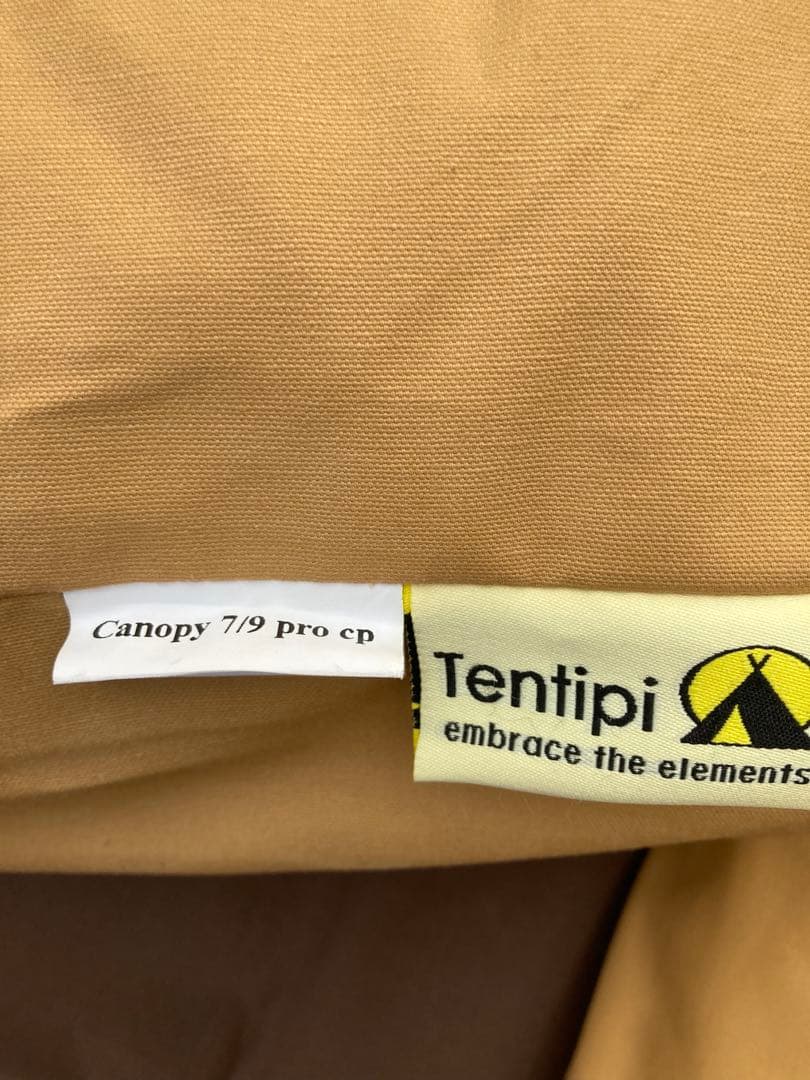 Canopy 7/9 pro cp
Tentipi
embrace the elements